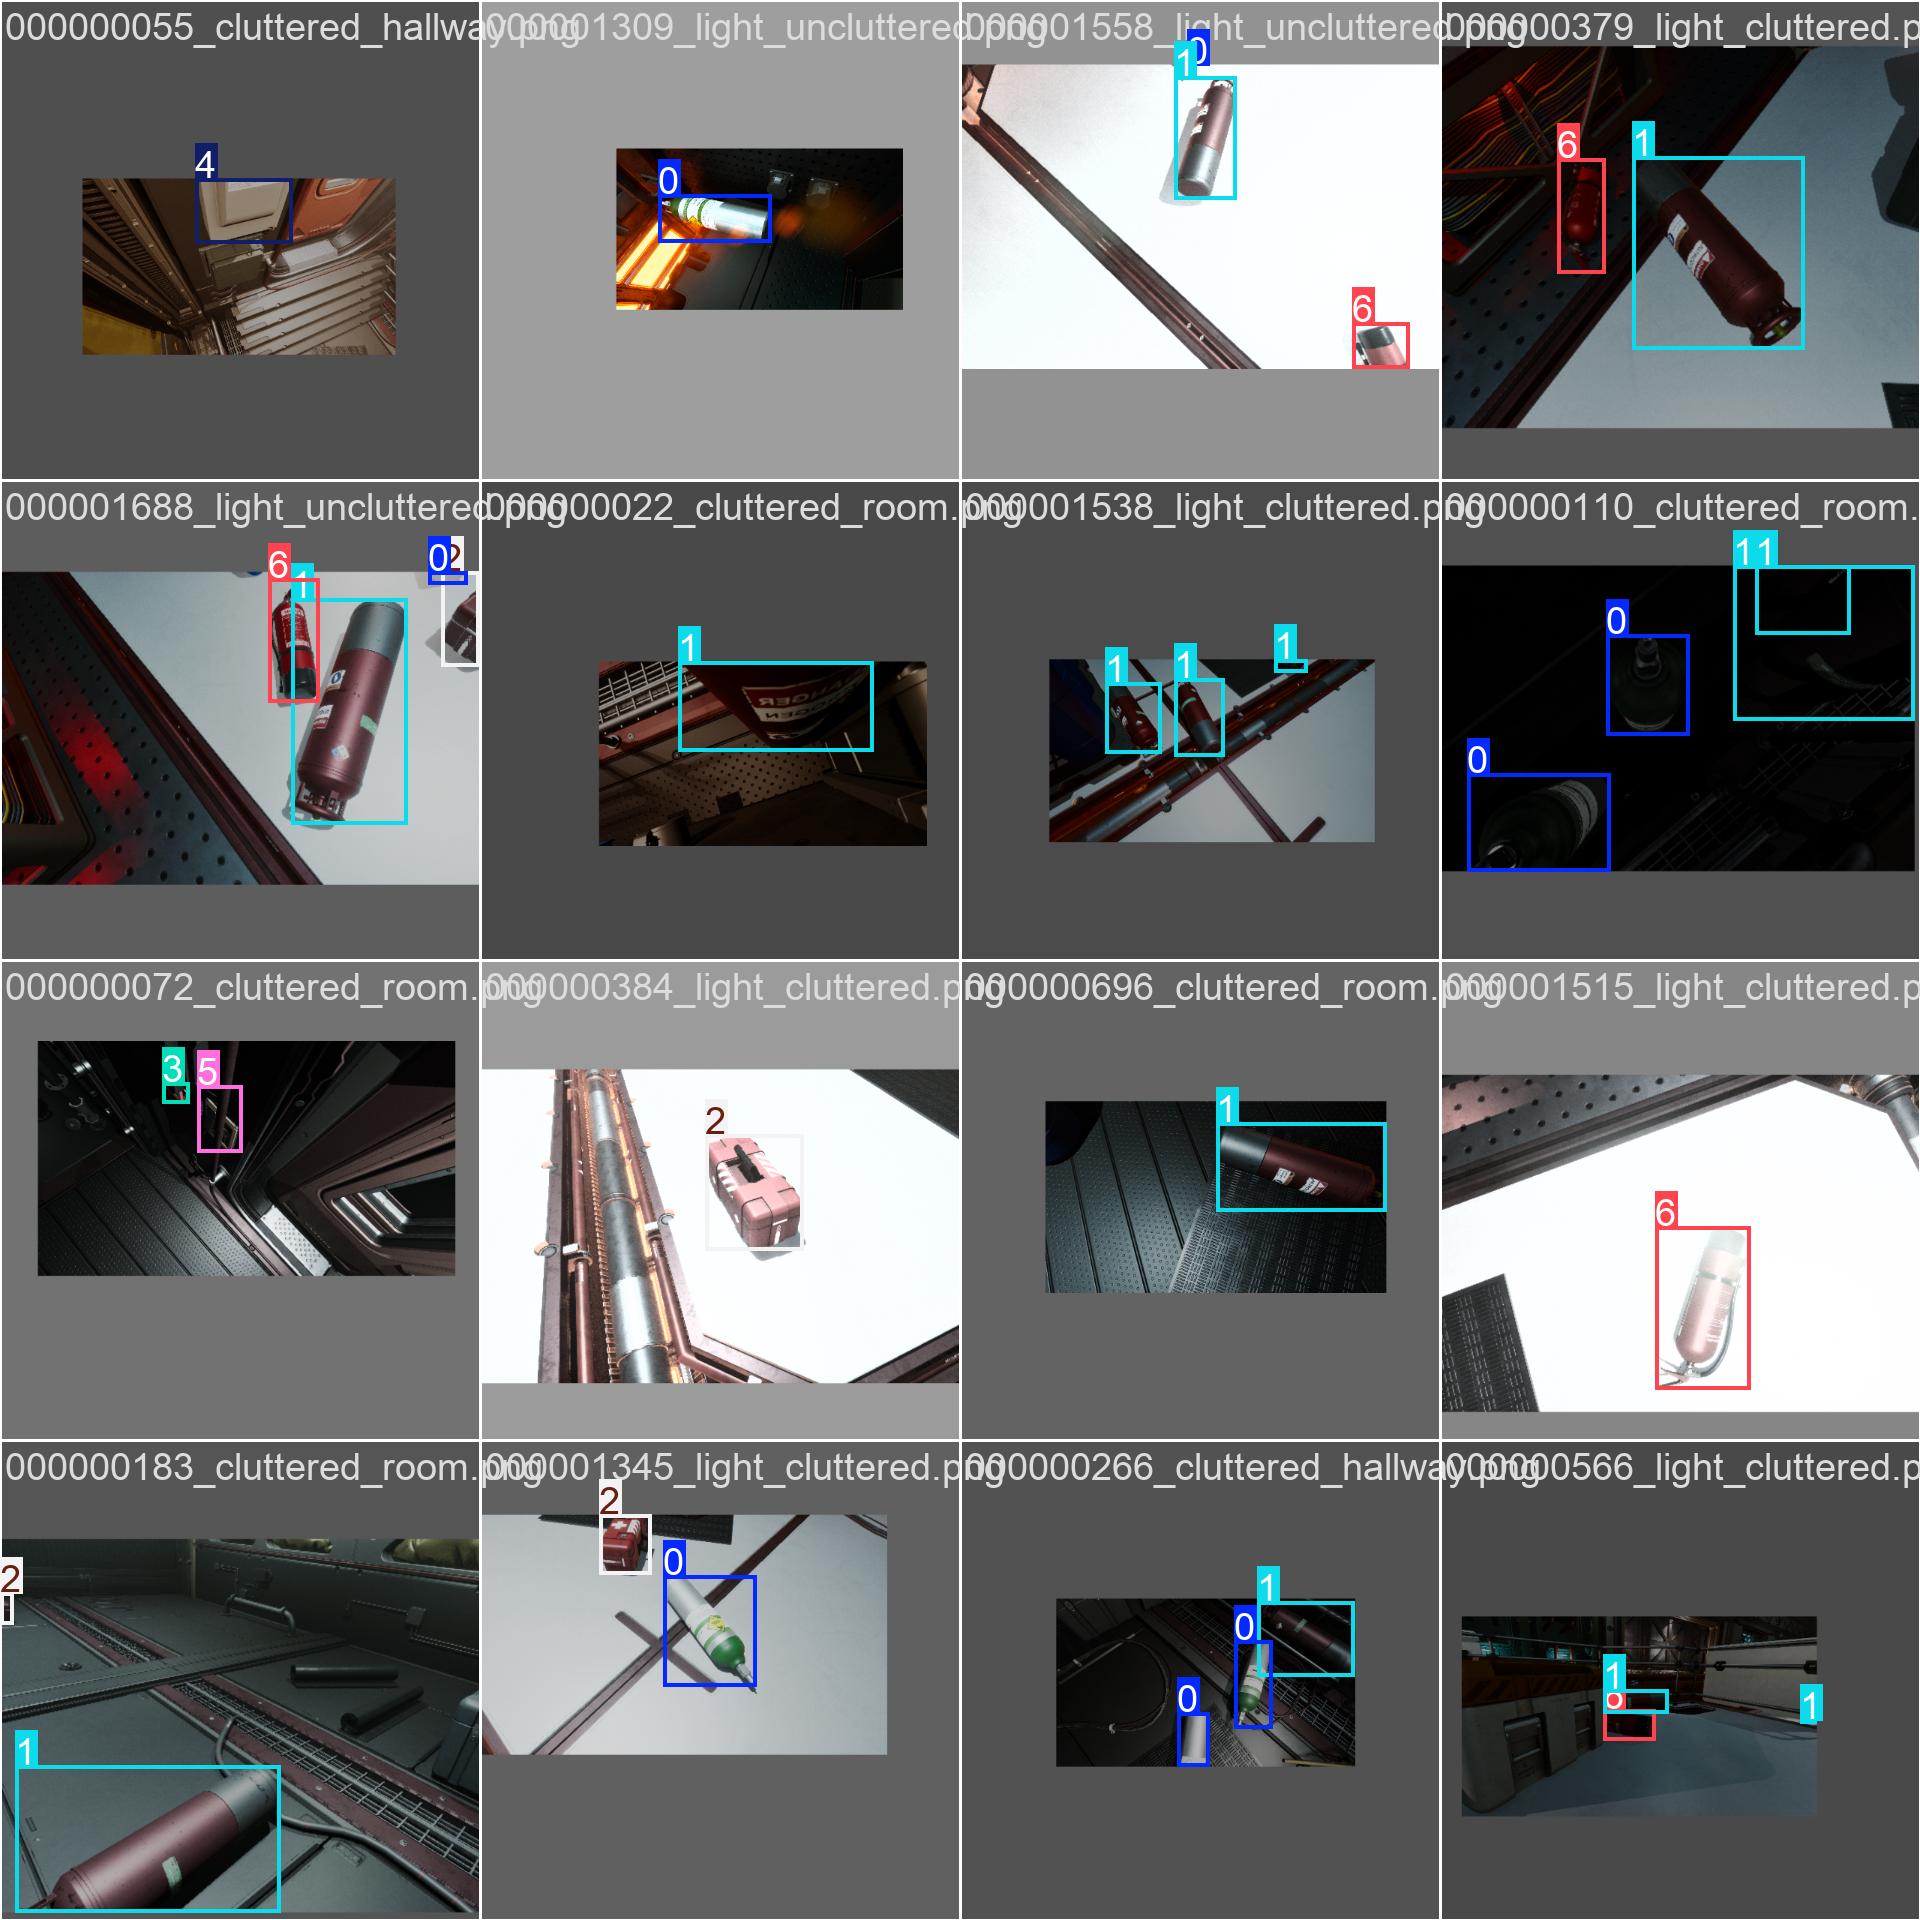 000000055_cluttered_hallway.png
000001309_light_uncluttered.png
000001558_light_uncluttered.png
000000379_light_cluttered.p
4
0
0
1
6
6
1
000001688_light_uncluttered.png
000000022_cluttered_room.png
000001538_light_cluttered.png
000000110_cluttered_room.
6
1
0
2
1
1
1
1
0
1
1
0
000000072_cluttered_room.png
000000384_light_cluttered.png
000000696_cluttered_room.png
000001515_light_cluttered.p
3
5
2
1
6
000000183_cluttered_room.png
000001345_light_cluttered.png
000000266_cluttered_hallway.png
000000566_light_cluttered.p
2
1
2
0
1
0
0
1
1